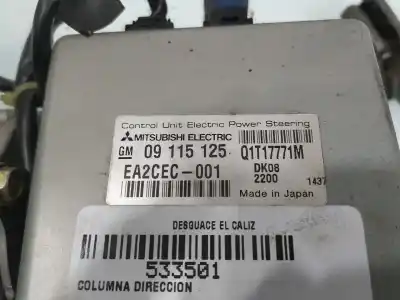 Control Unit Electric Power Steering
MITSUBISHI ELECTRIC
GM 09 115 125 Q1T17771M
EA2CEC-001 DK08
2200 1437
Made in Japan
DESGUACE EL CALIZ
533501
COLUMNA DIRECCION